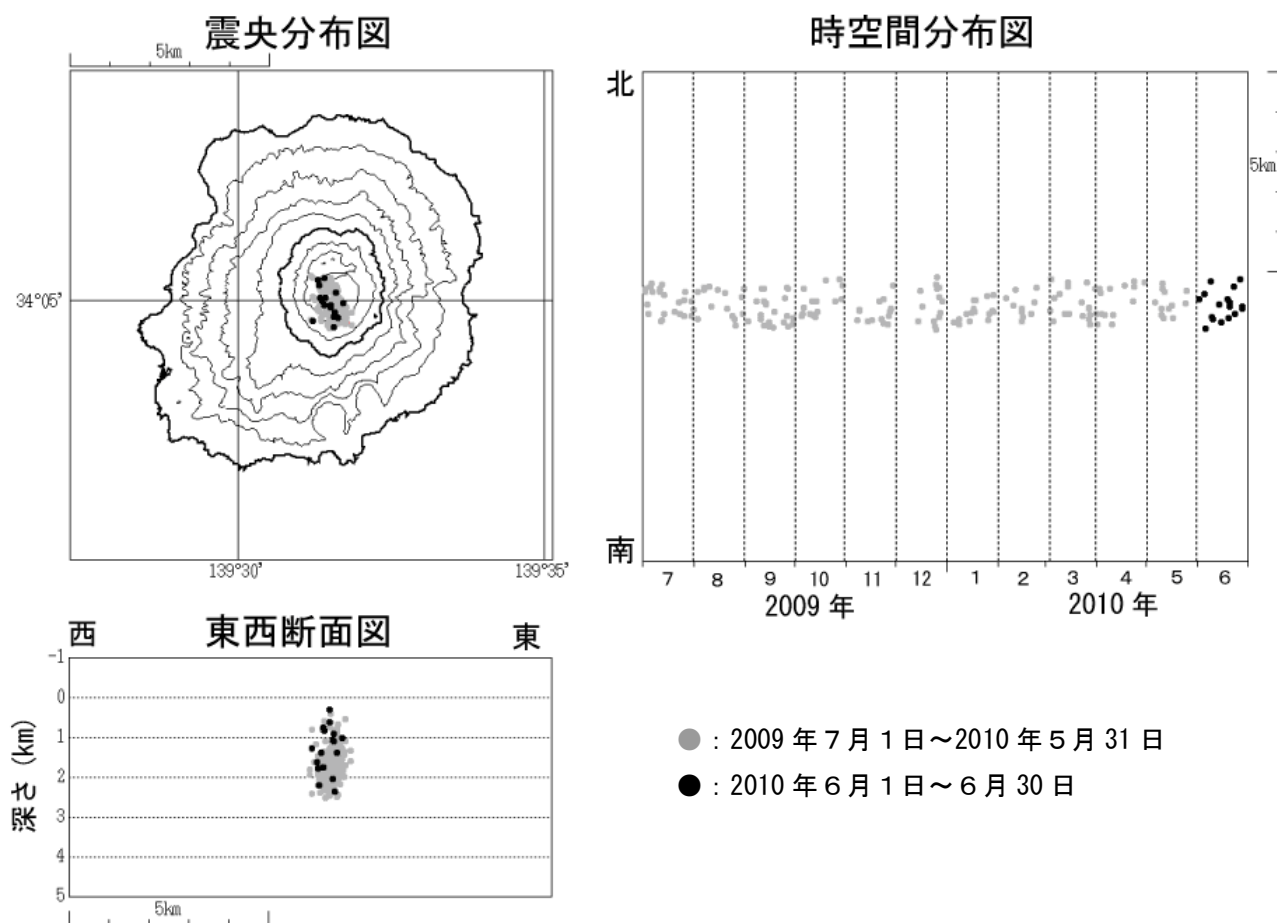 震央分布図
5km
34°05'
139°30'
139°35'
時空間分布図
北
南
5km
7 8 9 10 11 12 1 2 3 4 5 6
2009 年 2010 年
西 東西断面図 東
-1
0
1
2
3
4
5
深さ (km)
5km
● : 2009 年 7 月 1 日～2010 年 5 月 31 日
● : 2010 年 6 月 1 日～6 月 30 日